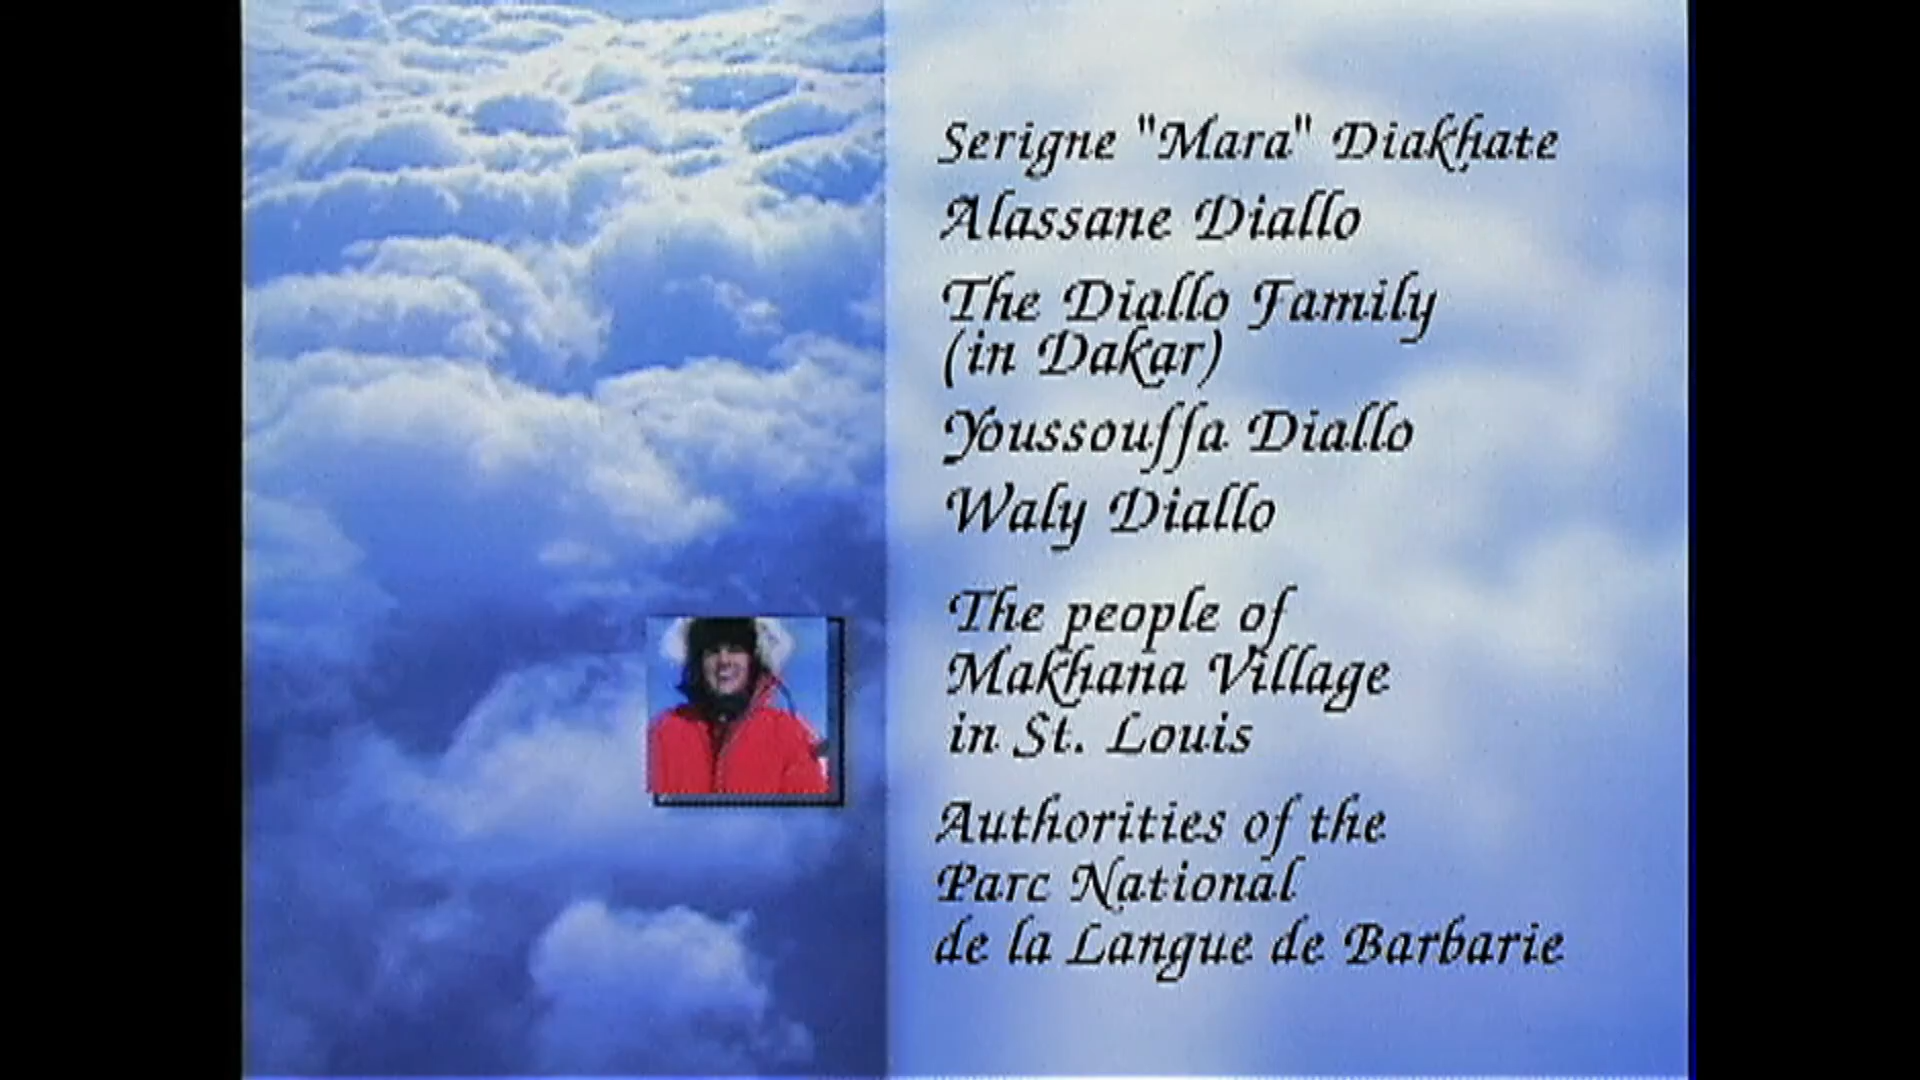 Serigne "Mara" Diakhate
Alassane Diallo
The Diallo Family
(in Dakar)
Youssouffa Diallo
Waly Diallo
The people of
Makhana Village
in St. Louis
Authorities of the
Parc National
de la Langue de Barbarie